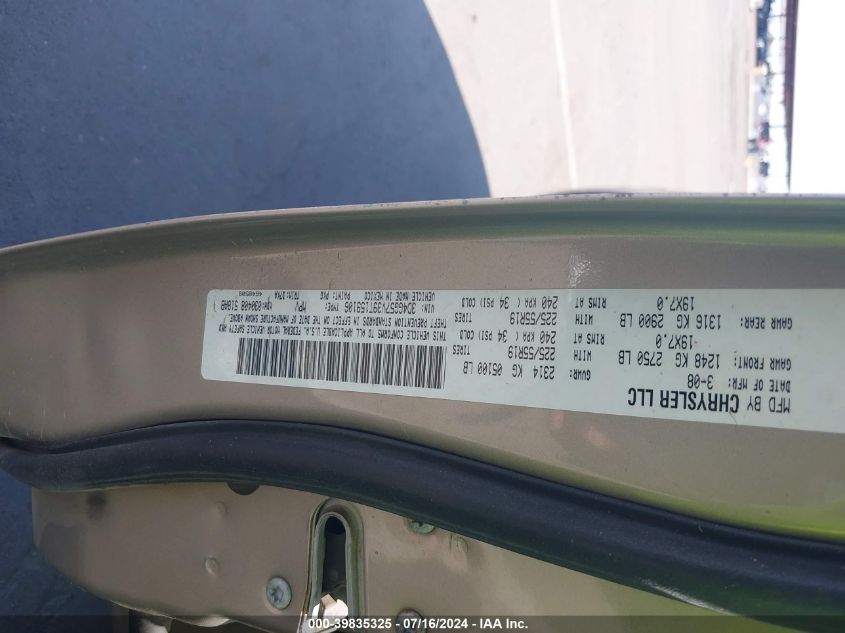 MFD BY CHRYSLER LLC
DATE OF MFR: 3-08
GVWR: 2314 KG 05100 LB
GAWR FRONT: 1248 KG 2750 LB
WITH 225/55R19 TIRES
19X7.0 RIMS AT 240 KPA ( 34 PSI) COLD
GAWR REAR: 1316 KG 2900 LB
WITH 225/55R19 TIRES
19X7.0 RIMS AT 240 KPA ( 34 PSI) COLD
THIS VEHICLE CONFORMS TO ALL APPLICABLE U.S.A. FEDERAL MOTOR VEHICLE SAFETY AND
THEFT PREVENTION STANDARDS IN EFFECT ON THE DATE OF MANUFACTURE SHOWN ABOVE.
VIN: 3D4GG57V39T159106 TYPE: MPV
VEHICLE MADE IN MEXICO
000-39835325 - 07/16/2024 - IAA Inc.